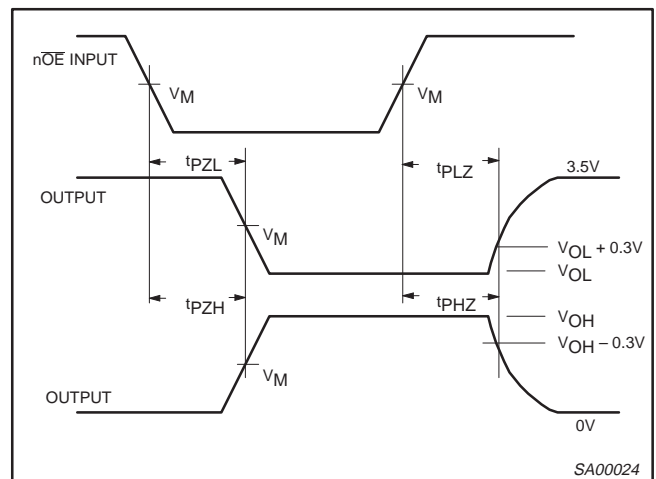 nOE INPUT
VM
VM
tPZL
tPLZ
3.5V
OUTPUT
VM
VOL + 0.3V
VOL
tPZH
tPHZ
VOH
VOH – 0.3V
VM
OUTPUT
0V
SA00024